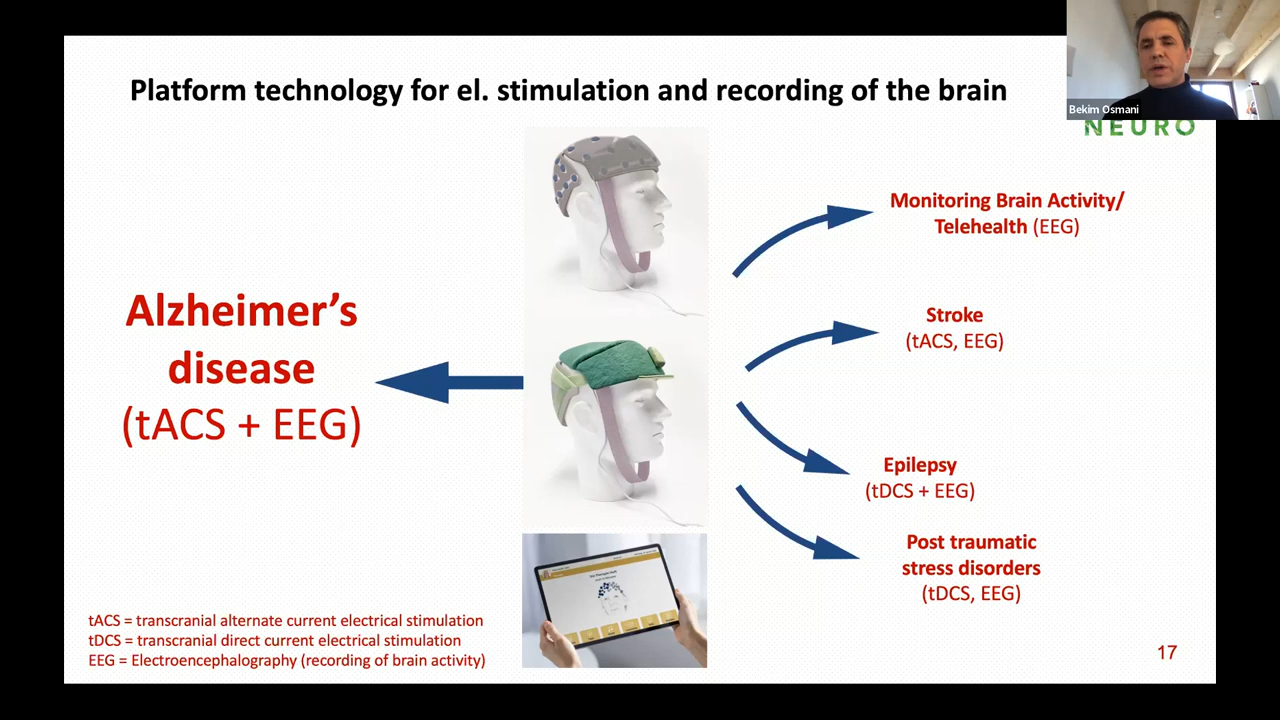 Platform technology for el. stimulation and recording of the brain
Bekim Osmani
NEURO
Monitoring Brain Activity/
Telehealth (EEG)
Alzheimer’s
disease
(tACS + EEG)
Stroke
(tACS, EEG)
Epilepsy
(tDCS + EEG)
Post traumatic
stress disorders
(tDCS, EEG)
tACS = transcranial alternate current electrical stimulation
tDCS = transcranial direct current electrical stimulation
EEG = Electroencephalography (recording of brain activity)
17